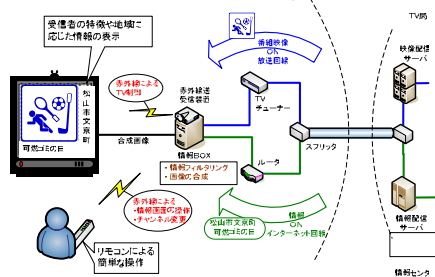 受信者の特徴や地域に
応じた情報の表示
松山市文京町
可燃ゴミの日
赤外線による
TV制御
赤外線送
受信装置
合成画像
情報BOX
・情報フィルタリング
・画像の合成
番組映像
on
放送回線
TV
チューナー
ルータ
スプリッタ
TV局
映像配信
サーバ
情報配信
サーバ
情報センタ
松山市文京町
可燃ゴミの日
情報
on
インターネット回線
赤外線による
・情報画面の操作
・チャンネル変更
リモコンによる
簡単な操作